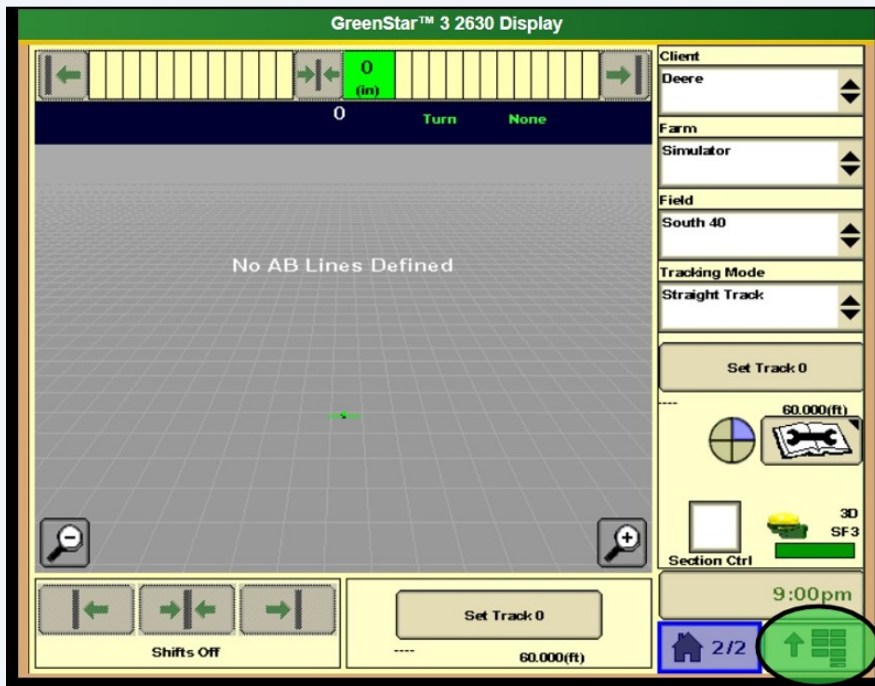 GreenStar™ 3 2630 Display
0
(in)
0 Turn None
No AB Lines Defined
Client
Deere
Farm
Simulator
Field
South 40
Tracking Mode
Straight Track
Set Track 0
---- 60.000(ft)
3D
SF3
Section Ctrl
9:00pm
Shifts Off
Set Track 0
---- 60.000(ft)
2/2